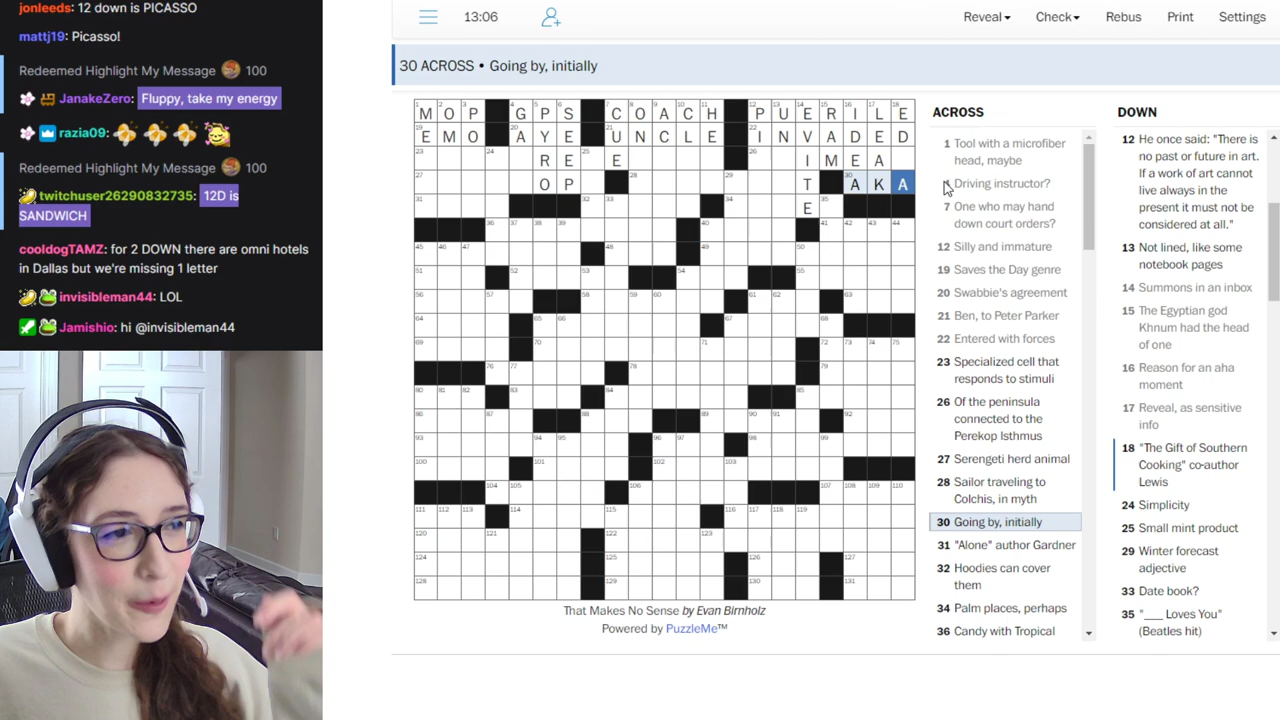 jonleeds: 12 down is PICASSO
mattj19: Picasso!
Redeemed Highlight My Message 100
JanakeZero: Fluppy, take my energy
razia09:
Redeemed Highlight My Message 100
twitchuser26290832735: 12D is
SANDWICH
cooldogTAMZ: for 2 DOWN there are omni hotels
in Dallas but we're missing 1 letter
invisibleman44: LOL
Jamishio: hi @invisibleman44
13:06
Reveal Check Rebus Print Settings
30 ACROSS • Going by, initially
M O P G P S C O A C H P U E R I L E
E M O A Y E U N C L E I N V A D E D
R E E I M E A
O P T A K A
E
That Makes No Sense by Evan Birnholz
Powered by PuzzleMe™
ACROSS
1 Tool with a microfiber
head, maybe
Driving instructor?
7 One who may hand
down court orders?
12 Silly and immature
19 Saves the Day genre
20 Swabbie's agreement
21 Ben, to Peter Parker
22 Entered with forces
23 Specialized cell that
responds to stimuli
26 Of the peninsula
connected to the
Perekop Isthmus
27 Serengeti herd animal
28 Sailor traveling to
Colchis, in myth
30 Going by, initially
31 "Alone" author Gardner
32 Hoodies can cover
them
34 Palm places, perhaps
36 Candy with Tropical
DOWN
12 He once said: "There is
no past or future in art.
If a work of art cannot
live always in the
present it must not be
considered at all."
13 Not lined, like some
notebook pages
14 Summons in an inbox
15 The Egyptian god
Khnum had the head
of one
16 Reason for an aha
moment
17 Reveal, as sensitive
info
18 "The Gift of Southern
Cooking" co-author
Lewis
24 Simplicity
25 Small mint product
29 Winter forecast
adjective
33 Date book?
35 "___ Loves You"
(Beatles hit)